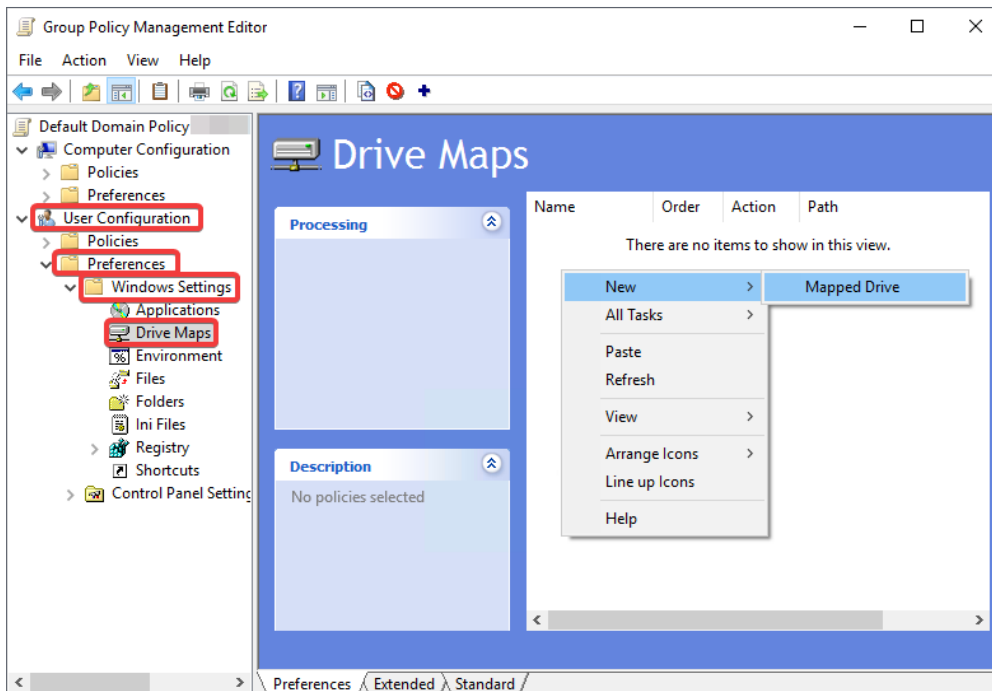 Group Policy Management Editor
File Action View Help
Default Domain Policy
Computer Configuration
Policies
Preferences
User Configuration
Policies
Preferences
Windows Settings
Applications
Drive Maps
Environment
Files
Folders
Ini Files
Registry
Shortcuts
Control Panel Setting
Drive Maps
Processing
Description
No policies selected
Name Order Action Path
There are no items to show in this view.
New
Mapped Drive
All Tasks
Paste
Refresh
View
Arrange Icons
Line up Icons
Help
Preferences Extended Standard